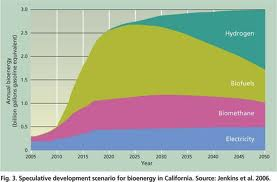 3.0
2.5
2.0
1.5
1.0
0.5
0.0
Annual bioenergy
(billion gallons gasoline equivalent)
Hydrogen
Biofuels
Biomethane
Electricity
2005 2010 2015 2020 2025 2030 2035 2040 2045 2050
Year
Fig. 3. Speculative development scenario for bioenergy in California. Source: Jenkins et al. 2006.